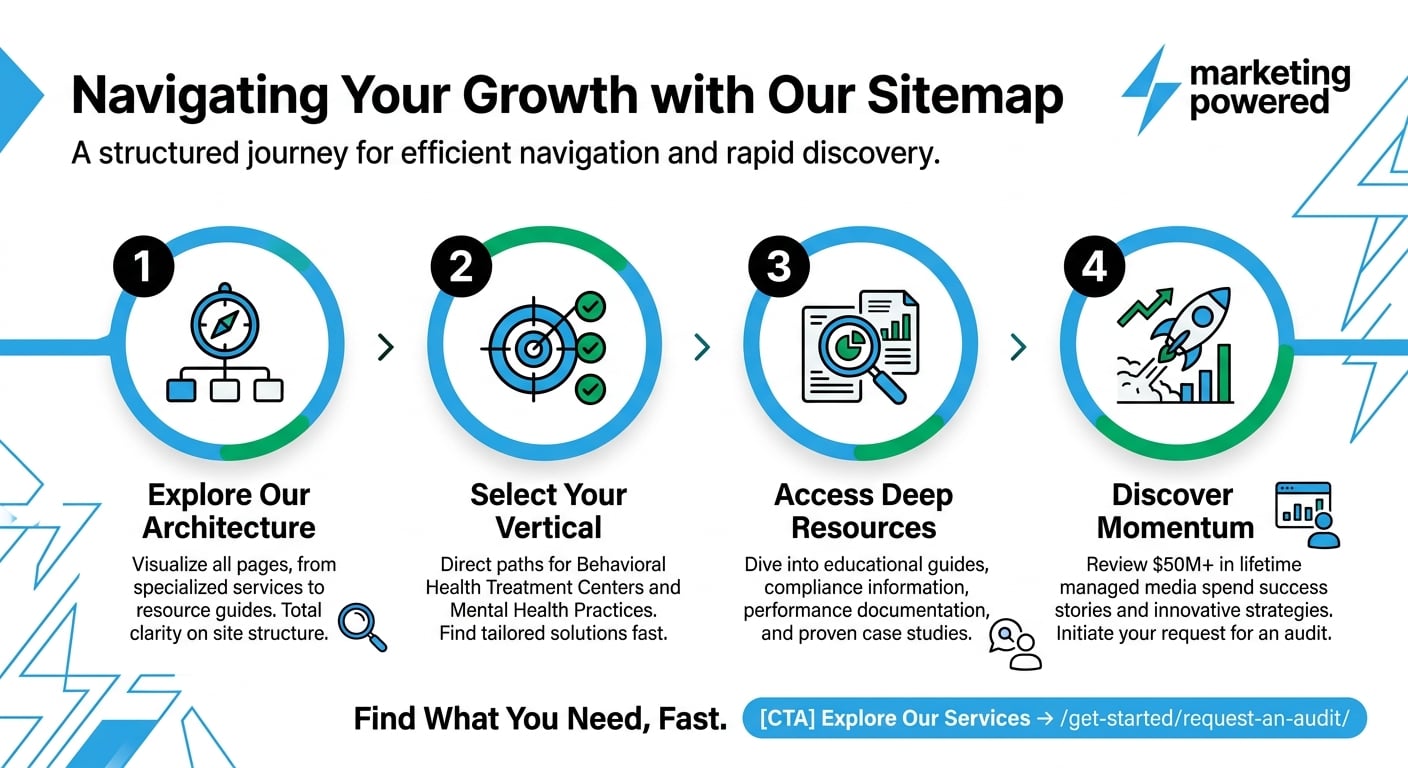 Navigating Your Growth with Our Sitemap
A structured journey for efficient navigation and rapid discovery.
marketing
powered
1
Explore Our
Architecture
Visualize all pages, from
specialized services to
resource guides. Total
clarity on site structure.
2
Select Your
Vertical
Direct paths for Behavioral
Health Treatment Centers and
Mental Health Practices.
Find tailored solutions fast.
3
Access Deep
Resources
Dive into educational guides,
compliance information,
performance documentation,
and proven case studies.
4
Discover
Momentum
Review $50M+ in lifetime
managed media spend success
stories and innovative strategies.
Initiate your request for an audit.
Find What You Need, Fast.
[CTA] Explore Our Services → /get-started/request-an-audit/